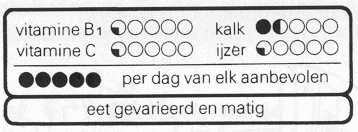 vitamine B1 kalk
vitamine C ijzer
per dag van elk aanbevolen
eet gevarieerd en matig